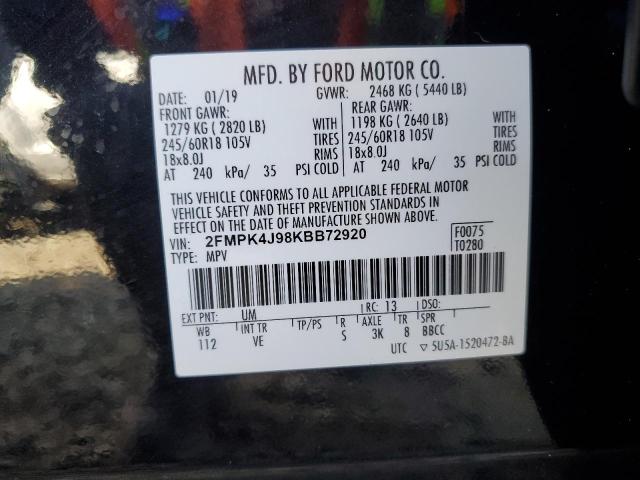 MFD. BY FORD MOTOR CO.
DATE: 01/19 GVWR: 2468 KG ( 5440 LB)
FRONT GAWR: REAR GAWR:
1279 KG ( 2820 LB) WITH 1198 KG ( 2640 LB) WITH
245/60R18 105V TIRES 245/60R18 105V TIRES
18x8.0J RIMS 18x8.0J RIMS
AT 240 kPa/ 35 PSI COLD AT 240 kPa/ 35 PSI COLD
THIS VEHICLE CONFORMS TO ALL APPLICABLE FEDERAL MOTOR
VEHICLE SAFETY AND THEFT PREVENTION STANDARDS IN
EFFECT ON THE DATE OF MANUFACTURE SHOWN ABOVE.
VIN: 2FMPK4J98KBB72920 F0075
TYPE: MPV T0280
EXT PNT: UM RC: 13 DSO:
WB INT TR TP/PS R AXLE TR SPR
112 VE S 3K 8 BBCC
UTC ▽ 5U5A-1520472-BA